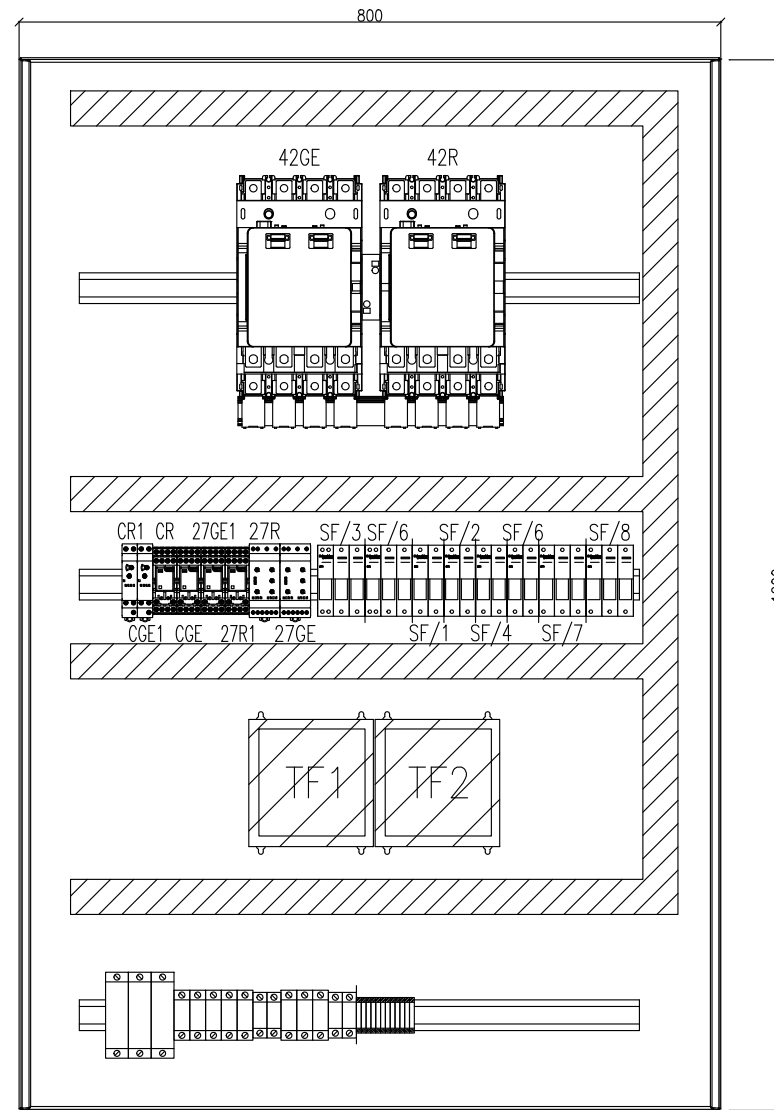 800
42GE 42R
CR1 CR 27GE1 27R SF/3 SF/6 SF/2 SF/6 SF/8
CGE1 CGE 27R1 27GE SF/1 SF/4 SF/7
TF1 TF2